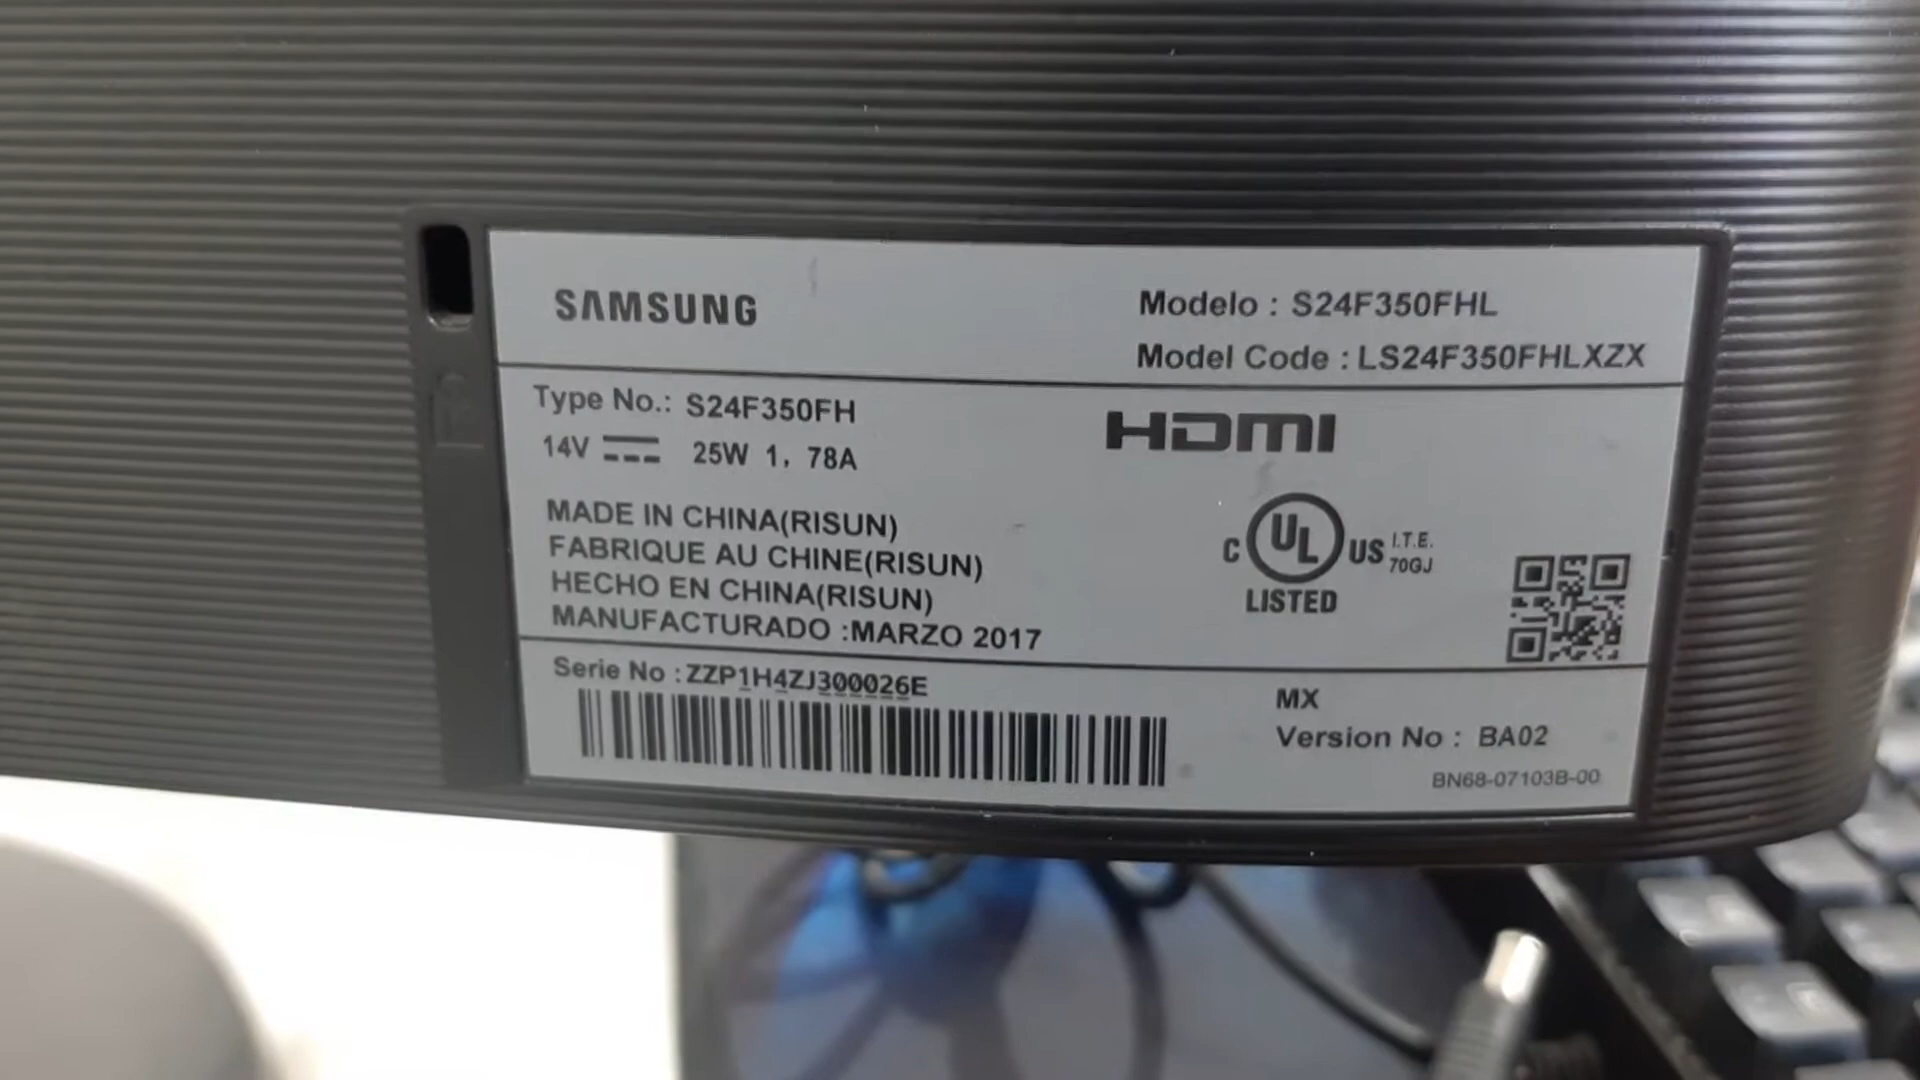 SAMSUNG
Modelo : S24F350FHL
Model Code : LS24F350FHLXZX
Type No.: S24F350FH
14V 25W 1, 78A
HDMI
MADE IN CHINA(RISUN)
FABRIQUE AU CHINE(RISUN)
HECHO EN CHINA(RISUN)
MANUFACTURADO :MARZO 2017
C UL US I.T.E.
70GJ
LISTED
Serie No : ZZP1H4ZJ300026E
MX
Version No : BA02
BN68-07103B-00